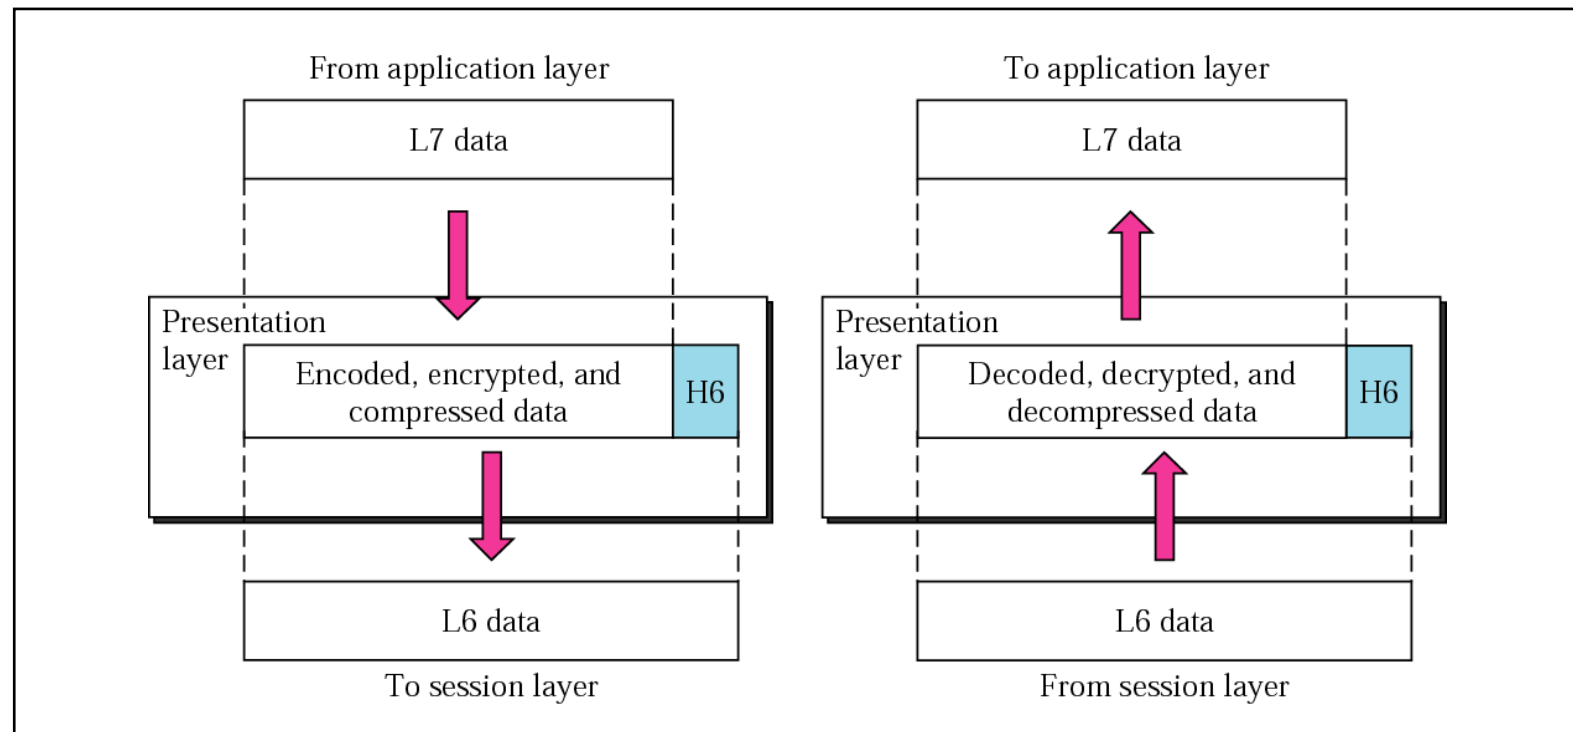 From application layer
L7 data
Presentation
layer
Encoded, encrypted, and
compressed data
H6
L6 data
To session layer
To application layer
L7 data
Presentation
layer
Decoded, decrypted, and
decompressed data
H6
L6 data
From session layer